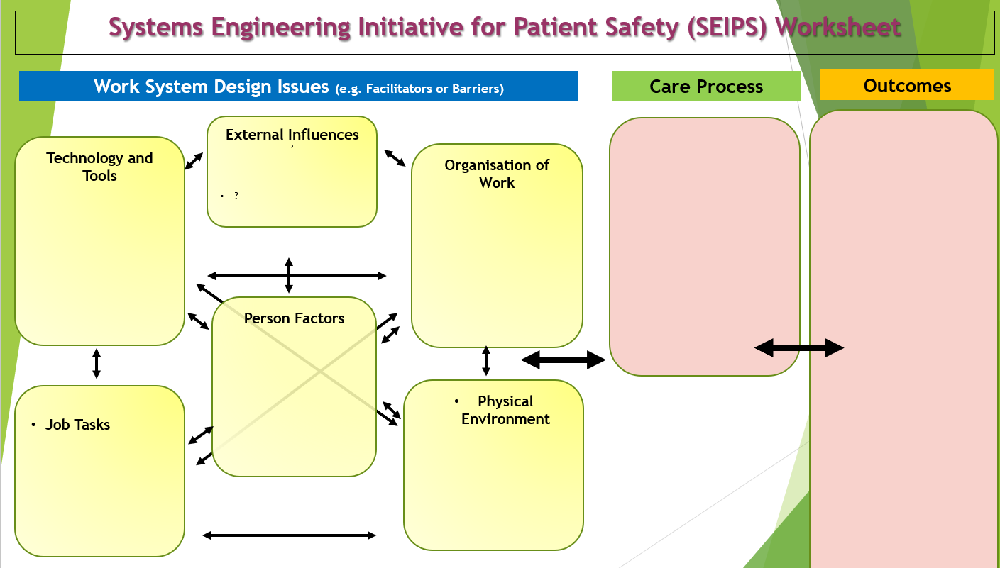 Systems Engineering Initiative for Patient Safety (SEIPS) Worksheet
Work System Design Issues (e.g. Facilitators or Barriers)
Care Process
Outcomes
External Influences
,
• ?
Technology and
Tools
Organisation of
Work
Person Factors
• Job Tasks
• Physical
Environment